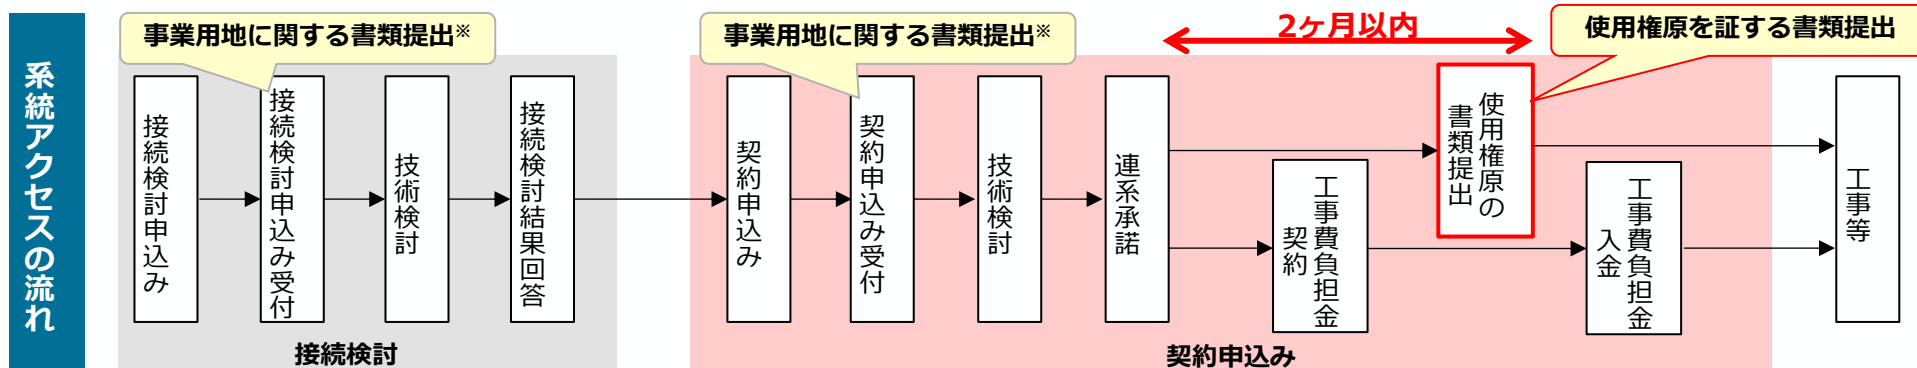 系統アクセスの流れ
事業用地に関する書類提出※
接続検討申込み
接続検討申込み受付
技術検討
接続検討結果回答
接続検討
事業用地に関する書類提出※
2ヶ月以内
使用権原を証する書類提出
契約申込み
契約申込み受付
技術検討
連系承諾
工事費負担金
契約
使用権原の
書類提出
工事費負担金
入金
契約申込み
工事等